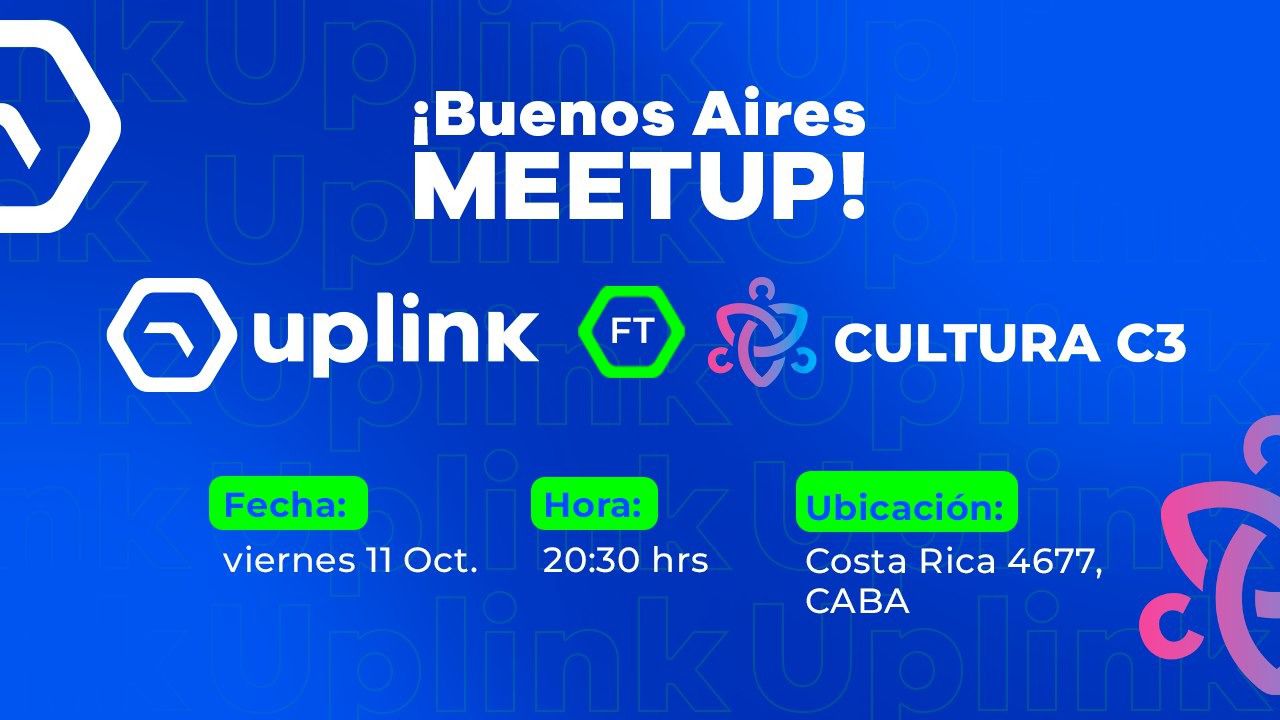 ¡Buenos Aires
MEETUP!
uplink
FT
CULTURA C3
Fecha:
viernes 11 Oct.
Hora:
20:30 hrs
Ubicación:
Costa Rica 4677,
CABA